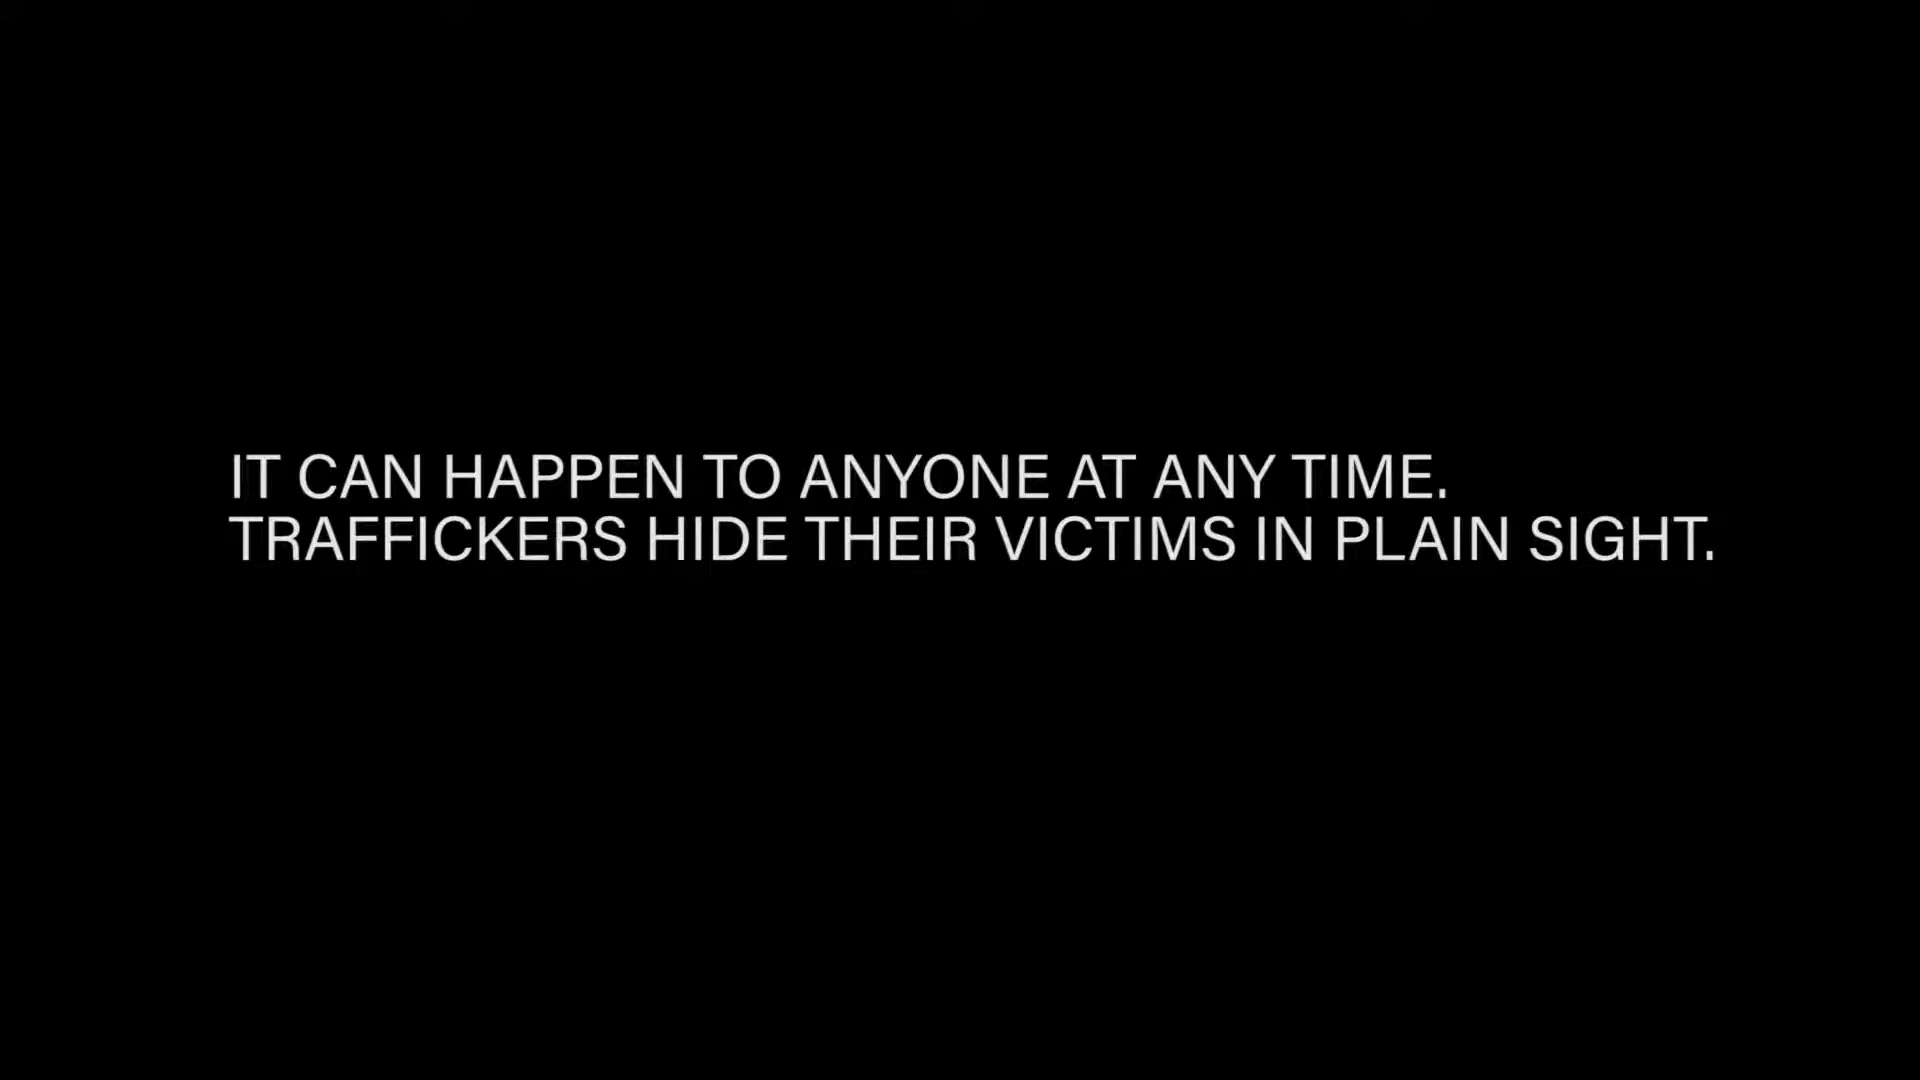 IT CAN HAPPEN TO ANYONE AT ANY TIME.
TRAFFICKERS HIDE THEIR VICTIMS IN PLAIN SIGHT.